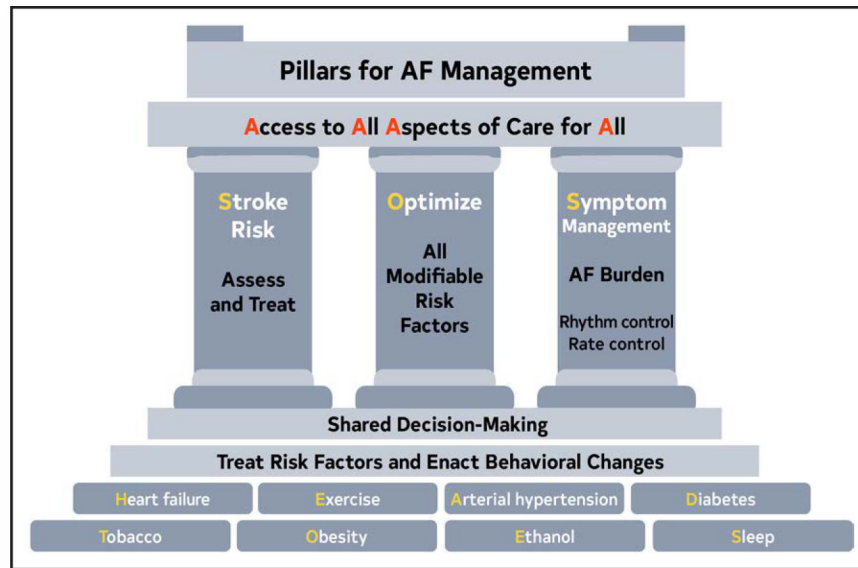 Pillars for AF Management
Access to All Aspects of Care for All
Stroke
Risk
Assess
and Treat
Optimize
All
Modifiable
Risk
Factors
Symptom
Management
AF Burden
Rhythm control
Rate control
Shared Decision-Making
Treat Risk Factors and Enact Behavioral Changes
Heart failure
Exercise
Arterial hypertension
Diabetes
Tobacco
Obesity
Ethanol
Sleep